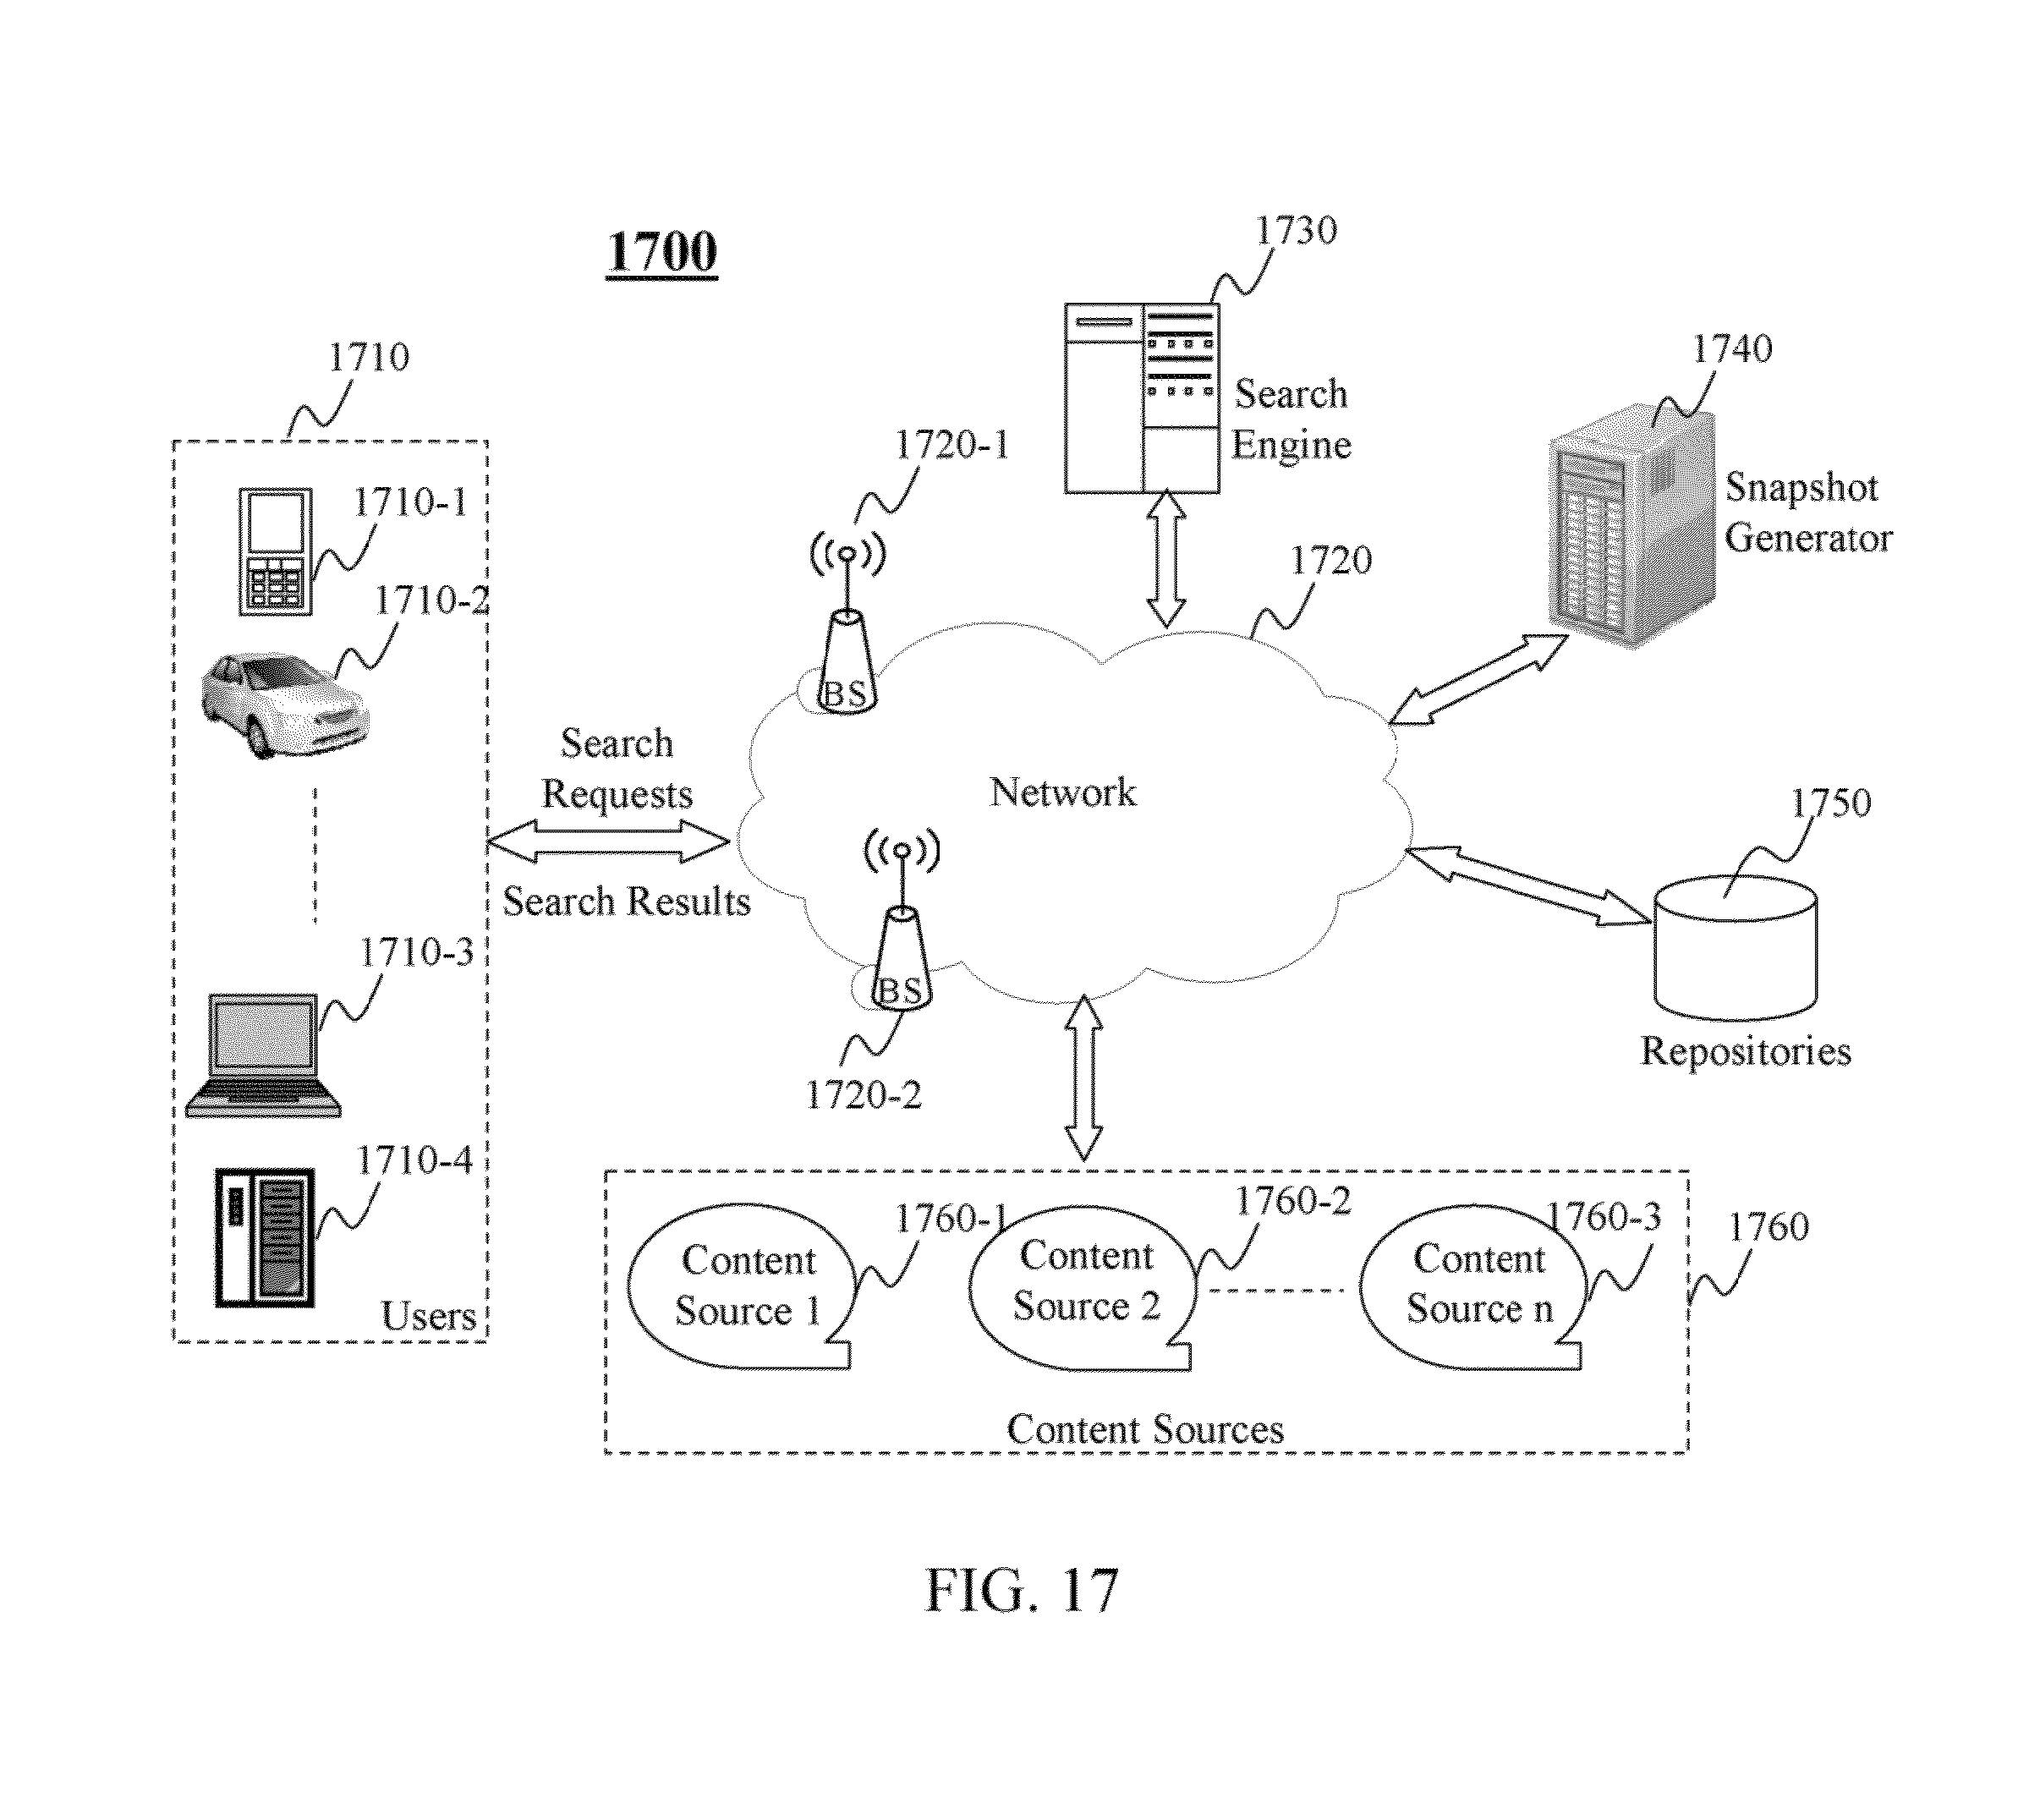 1700
1730
1710
1740
Search
Engine
1720-1
1710-1
Snapshot
Generator
1720
1710-2
BS
Search
Requests
Network
1750
Search Results
1710-3
BS
Repositories
1720-2
1710-4
1760-1
1760-2
1760-3
1760
Content
Source 1
Content
Source 2
Content
Source n
Users
Content Sources
FIG. 17